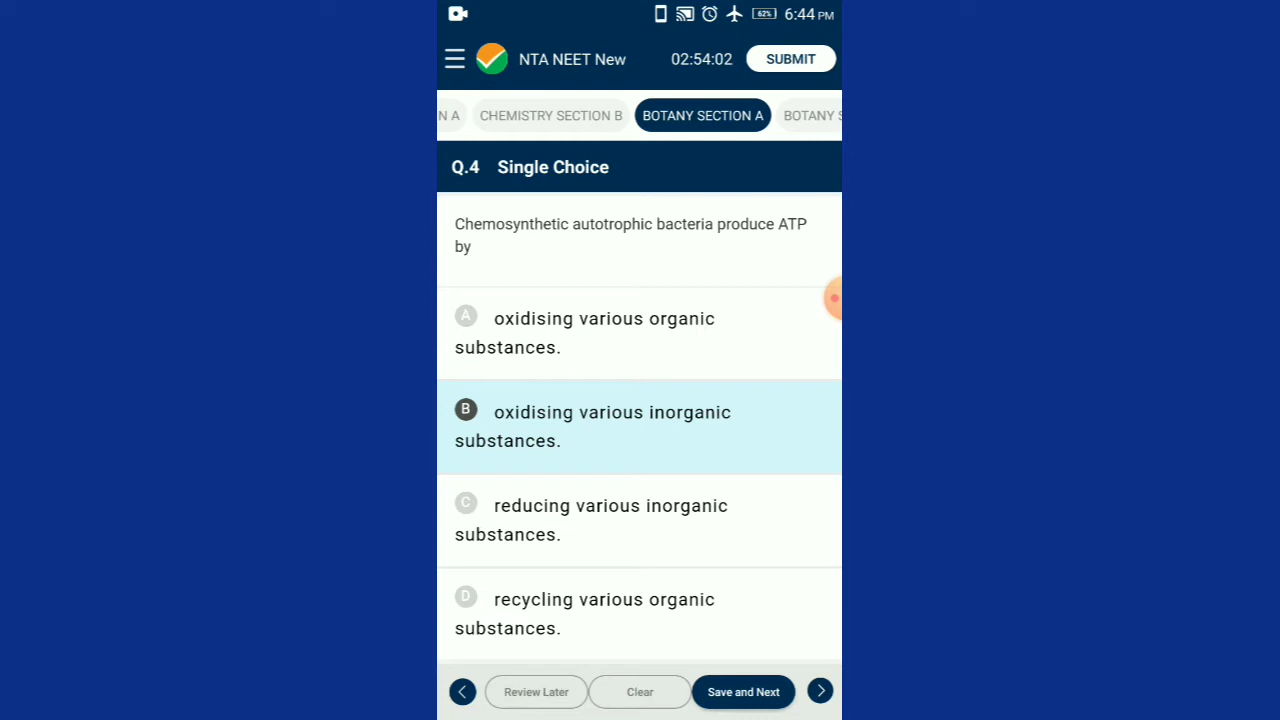 62% 6:44 PM
NTA NEET New 02:54:02 SUBMIT
N A CHEMISTRY SECTION B BOTANY SECTION A BOTANY S
Q.4 Single Choice
Chemosynthetic autotrophic bacteria produce ATP
by
A oxidising various organic
substances.
B oxidising various inorganic
substances.
C reducing various inorganic
substances.
D recycling various organic
substances.
Review Later Clear Save and Next